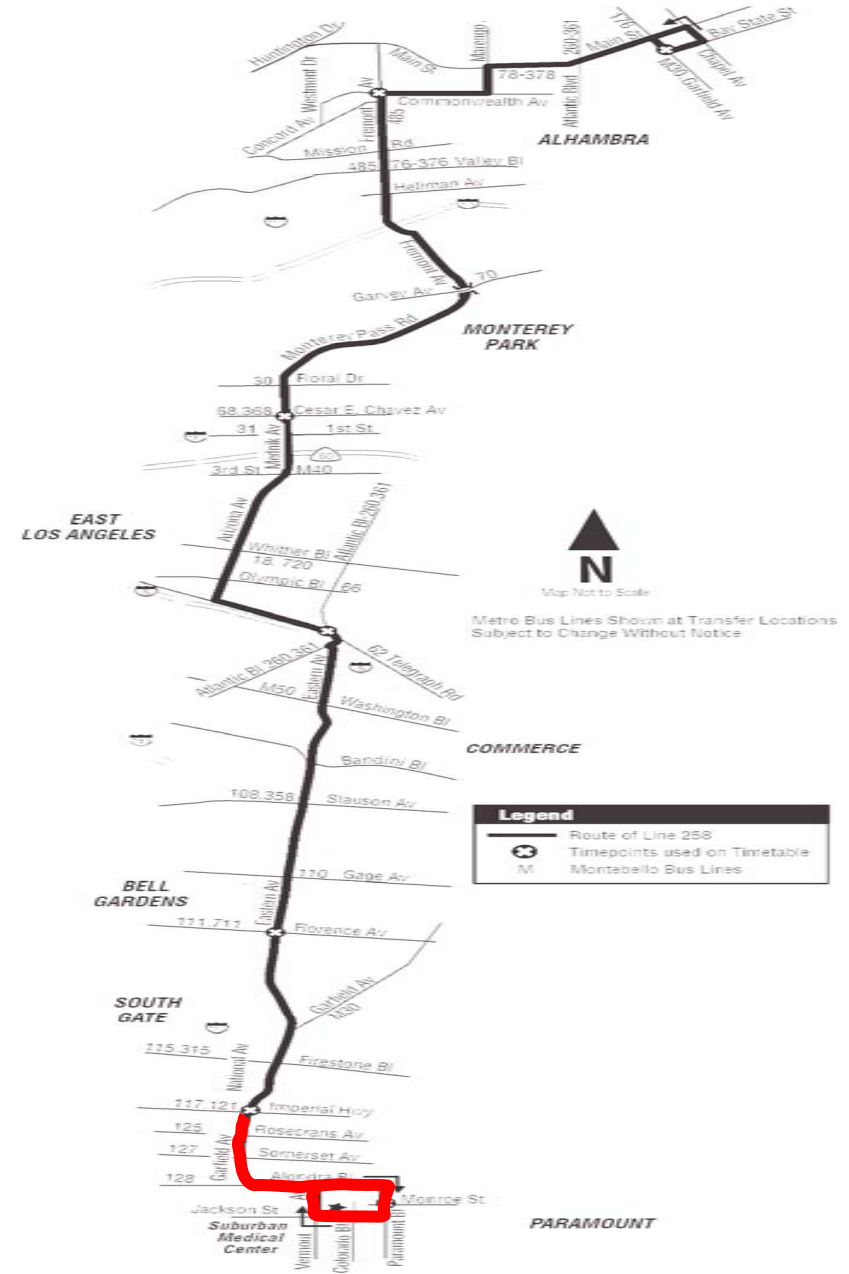 Huntington Dr
Westmont Dr
Main St
Marengo
260-361
Main St
176
Bay State St
Chapel Av
M30 Garfield Av
78-378
Commonwealth Av
Atlantic Blvd
Concord Av
Fremont
Av
485
ALHAMBRA
Mission Rd
485
76-376 Valley Bl
Hellman Av
Fremont Av
Garvey Av
70
Monterey Pass Rd
MONTEREY
PARK
30
Floral Dr
68.368
Cesar E. Chavez Av
31
1st St
Mednik Av
60
3rd St
M40
Arizona Av
Atlantic Bl 260.361
EAST
LOS ANGELES
Whittier Bl
18. 720
Olympic Bl
66
N
Map Not to Scale
Metro Bus Lines Shown at Transfer Locations
Subject to Change Without Notice
Atlantic Bl 260.361
62 Telegraph Rd
Eastern Av
M50
Washington Bl
COMMERCE
Bandini Bl
108.358
Slauson Av
Legend
Route of Line 258
Timepoints used on Timetable
M
Montebello Bus Lines
110
Gage Av
BELL
GARDENS
Eastern Av
111.711
Florence Av
Garfield Av
M30
SOUTH
GATE
115.315
National Av
Firestone Bl
117.121
Imperial Hwy
125
Rosecrans Av
127
Somerset Av
Garfield Av
128
Alondra Bl
Monroe St
Jackson St
Suburban
Medical
Center
Vermont
Colorado Bl
Paramount Bl
PARAMOUNT